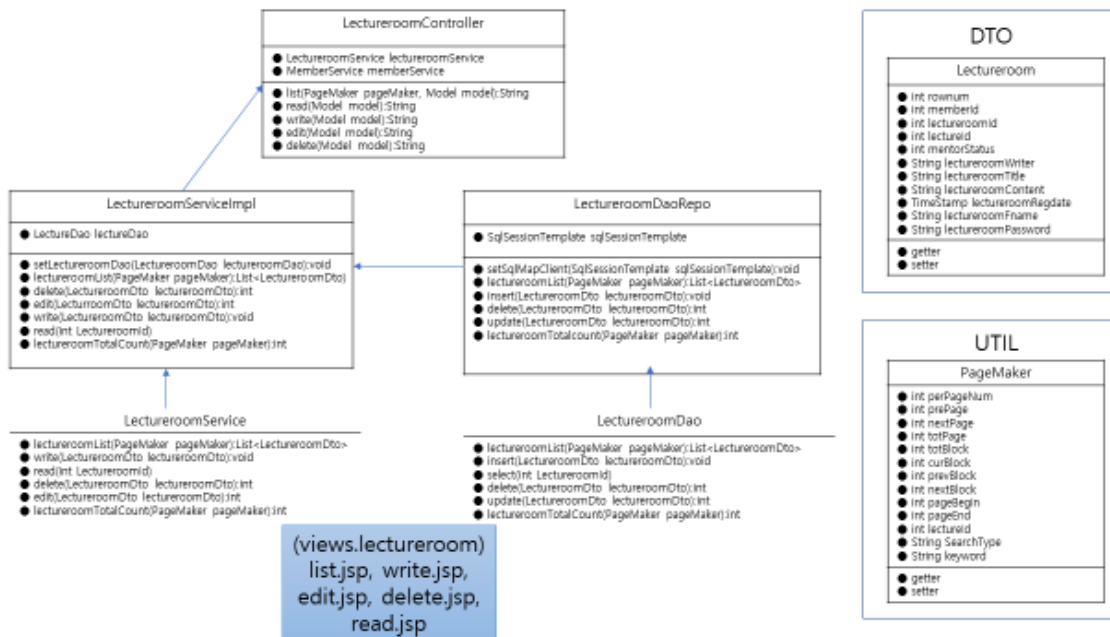 LectureroomController
● LectureroomService lectureroomService
● MemberService memberService
● list(PageMaker pageMaker, Model model):String
● read(Model model):String
● write(Model model):String
● edit(Model model):String
● delete(Model model):String
LectureroomServiceImpl
● LectureDao lectureDao
● setLectureroomDao(LectureroomDao lectureroomDao):void
● lectureroomList(PageMaker pageMaker):List<LectureroomDto)
● delete(LectureroomDto lectureroomDto):int
● edit(LecturroomDto lectureroomDto):int
● write(LectureroomDto lectureroomDto):void
● read(int LectureroomId)
● lectureroomTotalCount(PageMaker pageMaker):int
LectureroomDaoRepo
● SqlSessionTemplate sqlSessionTemplate
● setSqlMapClient(SqlSessionTemplate sqlSessionTemplate):void
● lectureroomList(PageMaker pageMaker):List<LectureroomDto>
● insert(LectureroomDto lectureroomDto):void
● delete(LectureroomDto lectureroomDto):int
● update(LectureroomDto lectureroomDto):int
● lectureroomTotalcount(PageMaker pageMaker):int
LectureroomService
● lectureroomList(PageMaker pageMaker):List<LectureroomDto>
● write(LectureroomDto lectureroomDto):void
● read(int LectureroomId)
● delete(LectureroomDto lectureroomDto):int
● edit(LectureroomDto lectureroomDto):int
● lectureroomTotalCount(PageMaker pageMaker):int
LectureroomDao
● lectureroomList(PageMaker pageMaker):List<LectureroomDto>
● insert(LectureroomDto lectureroomDto):void
● select(int LectureroomId)
● delete(LectureroomDto lectureroomDto):int
● update(LectureroomDto lectureroomDto):int
● lectureroomTotalCount(PageMaker pageMaker):int
(views.lectureroom)
list.jsp, write.jsp,
edit.jsp, delete.jsp,
read.jsp
DTO
Lectureroom
● int rownum
● int memberId
● int lectureroomid
● int lectureid
● int mentorStatus
● String lectureroomWriter
● String lectureroomTitle
● String lectureroomContent
● TimeStamp lectureroomRegdate
● String lectureroomFname
● String lectureroomPassword
● getter
● setter
UTIL
PageMaker
● int perPageNum
● int prePage
● int nextPage
● int totPage
● int totBlock
● int curBlock
● int prevBlock
● int nextBlock
● int pageBegin
● int pageEnd
● int lectureid
● String SearchType
● String keyword
● getter
● setter